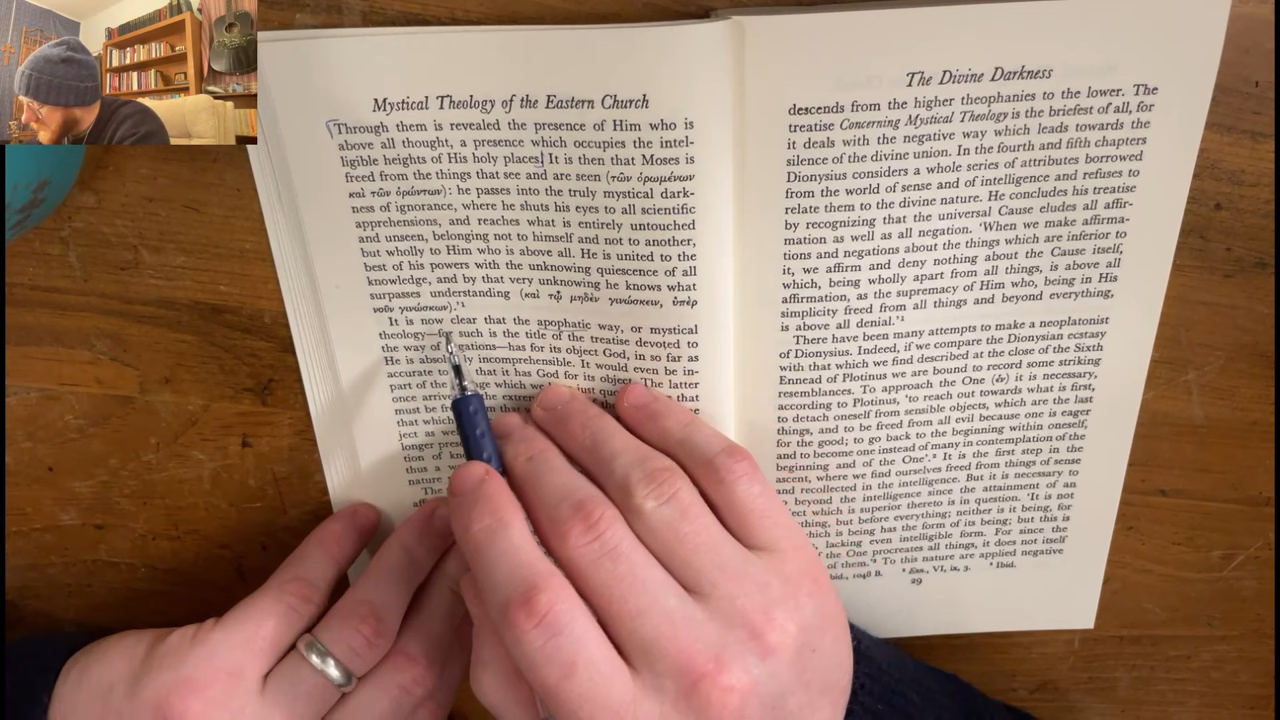 Mystical Theology of the Eastern Church
Through them is revealed the presence of Him who is
above all thought, a presence which occupies the intel-
ligible heights of His holy places. It is then that Moses is
freed from the things that see and are seen (τῶν ὁρωμένων
καὶ τῶν ὁρώντων): he passes into the truly mystical dark-
ness of ignorance, where he shuts his eyes to all scientific
apprehensions, and reaches what is entirely untouched
and unseen, belonging not to himself and not to another,
but wholly to Him who is above all. He is united to the
best of his powers with the unknowing quiescence of all
knowledge, and by that very unknowing he knows what
surpasses understanding (καὶ τῷ μηδὲν γινώσκειν, ὑπὲρ
νοῦν γινώσκων).'¹
It is now clear that the apophatic way, or mystical
theology—for such is the title of the treatise devoted to
the way of negations—has for its object God, in so far as
He is absolutely incomprehensible. It would even be in-
accurate to that it has God for its object. The latter
part of the which we just
once arrived the that
must be
that which
ject as
longer
tion of
thus a
nature
The
The Divine Darkness
descends from the higher theophanies to the lower. The
treatise Concerning Mystical Theology is the briefest of all, for
it deals with the negative way which leads towards the
silence of the divine union. In the fourth and fifth chapters
Dionysius considers a whole series of attributes borrowed
from the world of sense and of intelligence and refuses to
relate them to the divine nature. He concludes his treatise
by recognizing that the universal Cause eludes all affir-
mation as well as all negation. 'When we make affirma-
tions and negations about the things which are inferior to
it, we affirm and deny nothing about the Cause itself,
which, being wholly apart from all things, is above all
affirmation, as the supremacy of Him who, being in His
simplicity freed from all things and beyond everything,
is above all denial.'¹
There have been many attempts to make a neoplatonist
of Dionysius. Indeed, if we compare the Dionysian ecstasy
with that which we find described at the close of the Sixth
Ennead of Plotinus we are bound to record some striking
resemblances. To approach the One (ἕν) it is necessary,
according to Plotinus, 'to reach out towards what is first,
to detach oneself from sensible objects, which are the last
things, and to be freed from all evil because one is eager
for the good; to go back to the beginning within oneself,
and to become one instead of many in contemplation of the
beginning and of the One'.² It is the first step in the
ascent, where we find ourselves freed from things of sense
and recollected in the intelligence. But it is necessary to
beyond the intelligence since the attainment of an
which is superior thereto is in question. 'It is not
but before everything; neither is it being, for
which is being has the form of its being; but this is
lacking even intelligible form. For since the
of the One procreates all things, it does not itself
of them.'³ To this nature are applied negative
1048 B. ² Enn., VI, ix, 3. ³ Ibid.
29